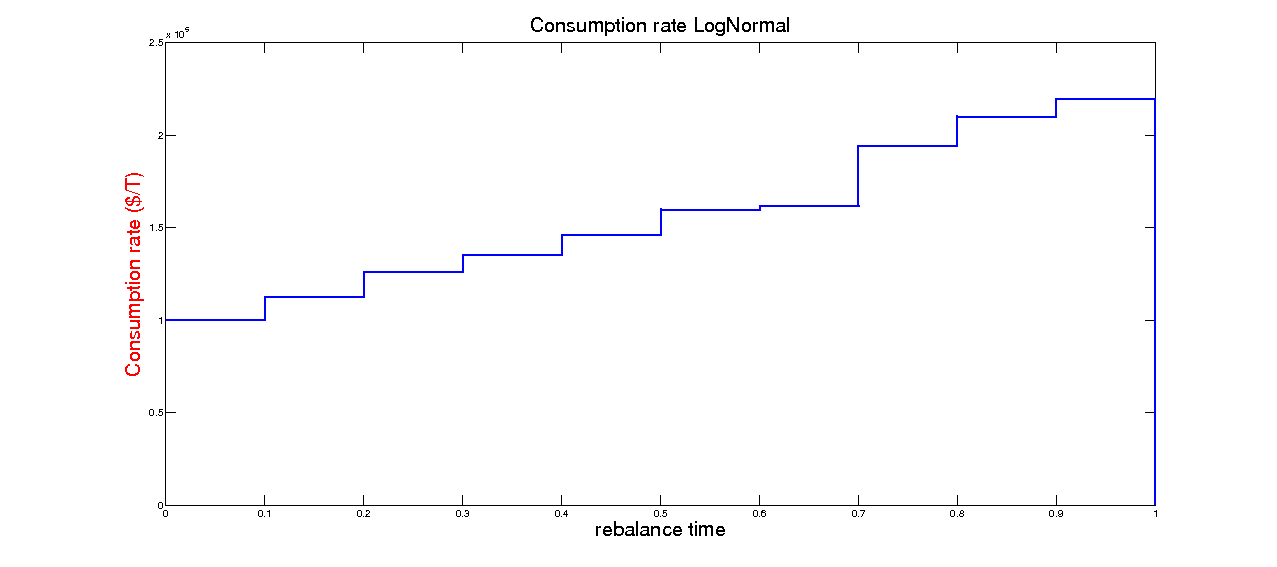 Consumption rate LogNormal
x 10^5
2.5
2
1.5
1
0.5
0
Consumption rate ($/T)
0 0.1 0.2 0.3 0.4 0.5 0.6 0.7 0.8 0.9 1
rebalance time